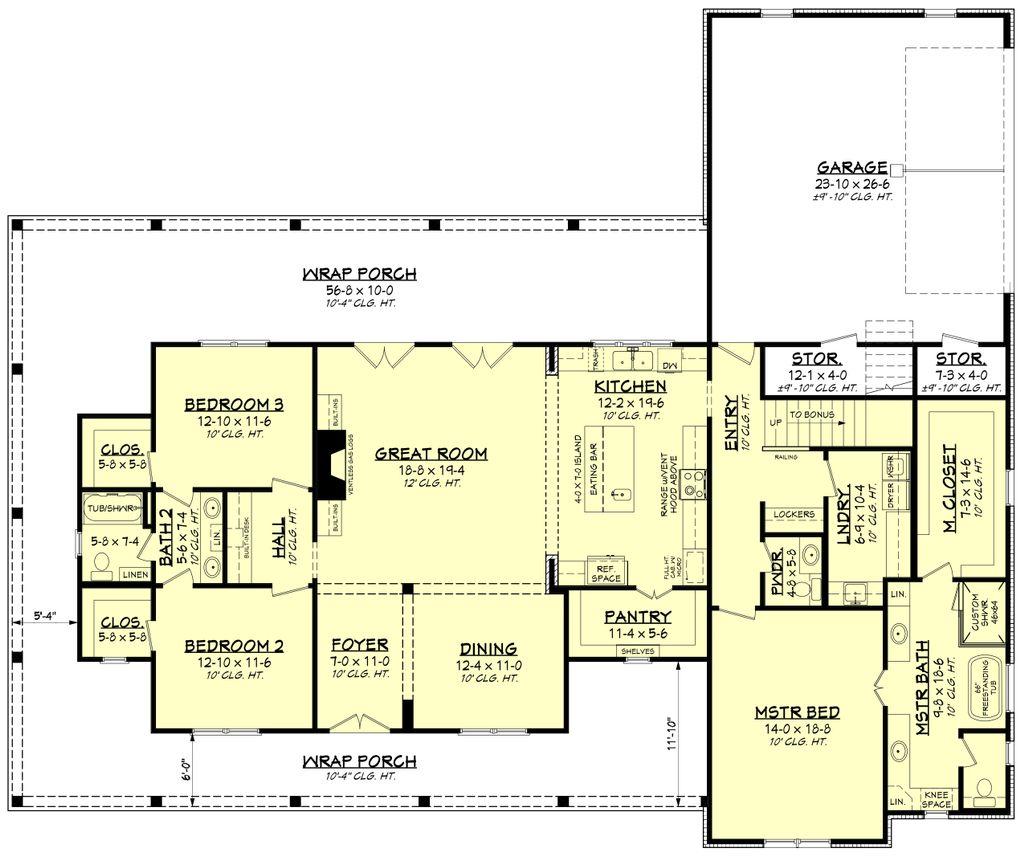 GARAGE
23-10 x 26-6
±9'-10" CLG. HT.
WRAP PORCH
56-8 x 10-0
10'-4" CLG. HT.
STOR.
12-1 x 4-0
±9'-10" CLG. HT.
STOR.
7-3 x 4-0
±9'-10" CLG. HT.
BEDROOM 3
12-10 x 11-6
10' CLG. HT.
BUILT-INS
VENTLESS GAS LOGS
BUILT-INS
GREAT ROOM
18-8 x 19-4
12' CLG. HT.
TRASH
DW
KITCHEN
12-2 x 19-6
10' CLG. HT.
4-0 x 7-0 ISLAND
EATING BAR
RANGE W/VENT
HOOD ABOVE
REF.
SPACE
FULL HT.
CAB. W/
MICRO
ENTRY
10' CLG. HT.
UP
TO BONUS
RAILING
LOCKERS
LNDRY.
6-9 x 10-4
10' CLG. HT.
WSHR
DRYER
M. CLOSET
7-3 x 14-6
10' CLG. HT.
CLOS.
5-8 x 5-8
TUB/SHWR
5-8 x 7-4
LINEN
BATH 2
5-6 x 7-4
10' CLG. HT.
LIN.
BUILT-IN DESK
HALL
10' CLG. HT.
PWDR.
4-8 x 5-8
CLOS.
5-8 x 5-8
5'-4"
BEDROOM 2
12-10 x 11-6
10' CLG. HT.
FOYER
7-0 x 11-0
10' CLG. HT.
DINING
12-4 x 11-0
10' CLG. HT.
PANTRY
11-4 x 5-6
SHELVES
MSTR BED
14-0 x 18-8
10' CLG. HT.
LIN.
CUSTOM
SHWR
46x64
MSTR BATH
9-8 x 18-6
10' CLG. HT.
66"
FREESTANDING
TUB
LIN.
KNEE
SPACE
6'-0"
WRAP PORCH
10'-4" CLG. HT.
11'-10"